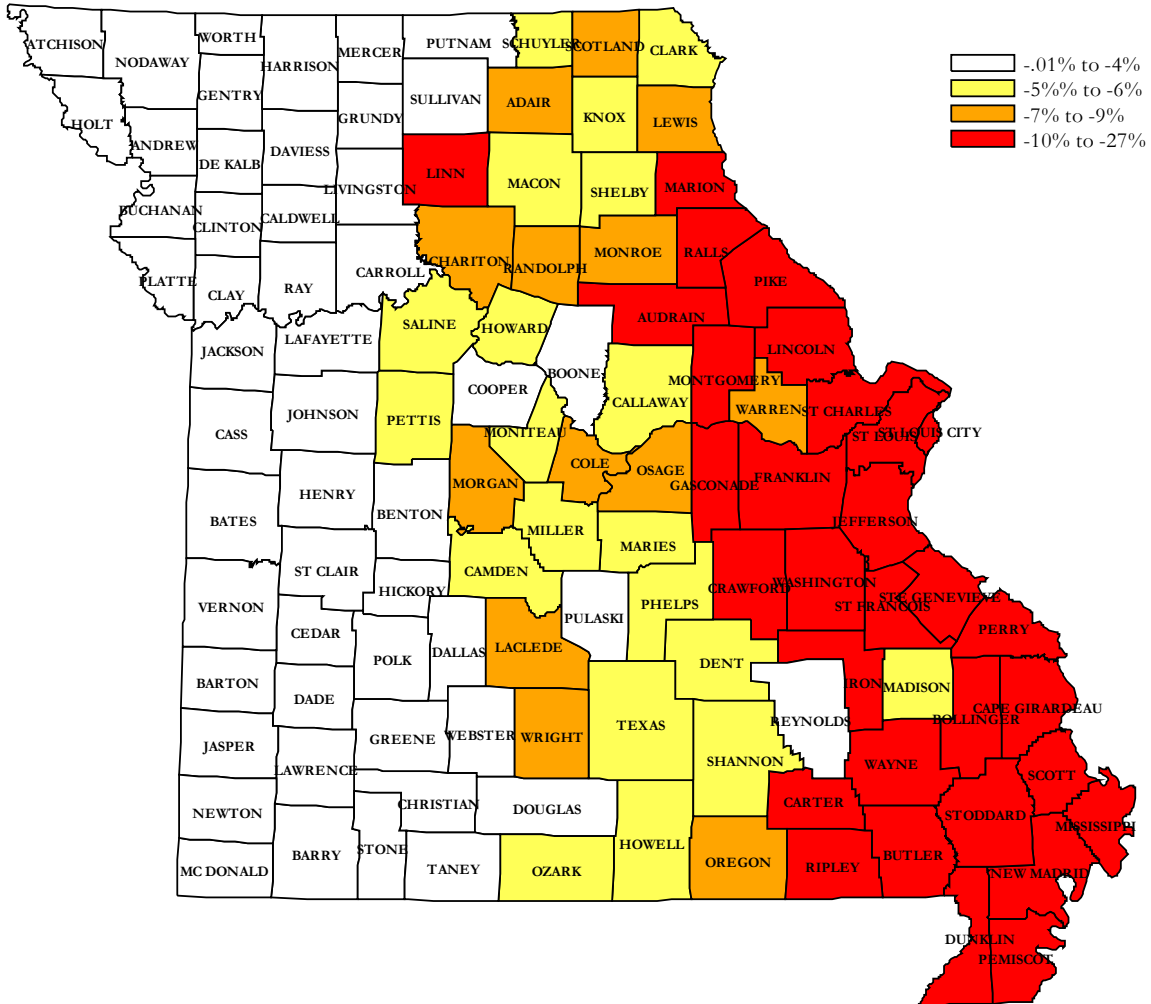 ATCHISON
NODAWAY
WORTH
HARRISON
MERCER
PUTNAM
SCHUYLER
SCOTLAND
CLARK
-.01% to -4%
-5%% to -6%
-7% to -9%
-10% to -27%
HOLT
GENTRY
SULLIVAN
ADAIR
KNOX
LEWIS
GRUNDY
ANDREW
DE KALB
DAVIESS
LIVINGSTON
LINN
MACON
SHELBY
MARION
BUCHANAN
CLINTON
CALDWELL
CHARITON
RANDOLPH
MONROE
RALLS
PLATTE
CLAY
RAY
CARROLL
PIKE
JACKSON
LAFAYETTE
SALINE
HOWARD
AUDRAIN
LINCOLN
BOONE
COOPER
CALLAWAY
MONTGOMERY
WARREN
ST CHARLES
CASS
JOHNSON
PETTIS
MONITEAU
ST LOUIS
ST LOUIS CITY
COLE
OSAGE
GASCONADE
FRANKLIN
MORGAN
BATES
HENRY
BENTON
MILLER
MARIES
JEFFERSON
ST CLAIR
HICKORY
CAMDEN
PHELPS
CRAWFORD
WASHINGTON
ST FRANCOIS
STE GENEVIEVE
VERNON
CEDAR
PULASKI
PERRY
POLK
DALLAS
LACLEDE
DENT
IRON
MADISON
BARTON
DADE
BOLLINGER
CAPE GIRARDEAU
TEXAS
REYNOLDS
JASPER
GREENE
WEBSTER
WRIGHT
SHANNON
WAYNE
SCOTT
LAWRENCE
NEWTON
CHRISTIAN
DOUGLAS
CARTER
STODDARD
MISSISSIPPI
HOWELL
MC DONALD
BARRY
STONE
TANEY
OZARK
OREGON
RIPLEY
BUTLER
NEW MADRID
DUNKLIN
PEMISCOT